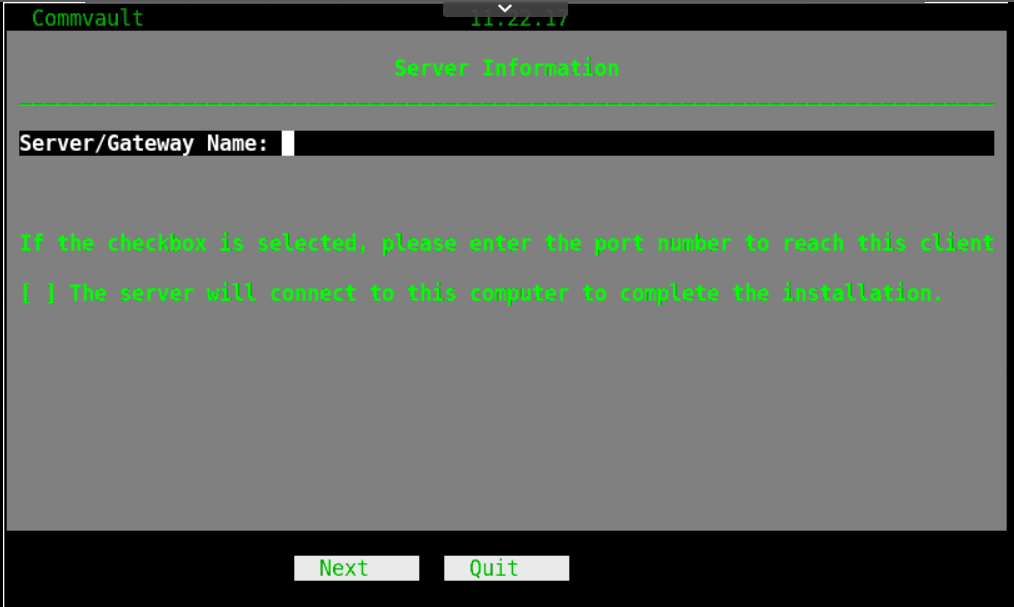 Commvault 11.22.17
Server Information
Server/Gateway Name:
If the checkbox is selected, please enter the port number to reach this client
[ ] The server will connect to this computer to complete the installation.
Next Quit